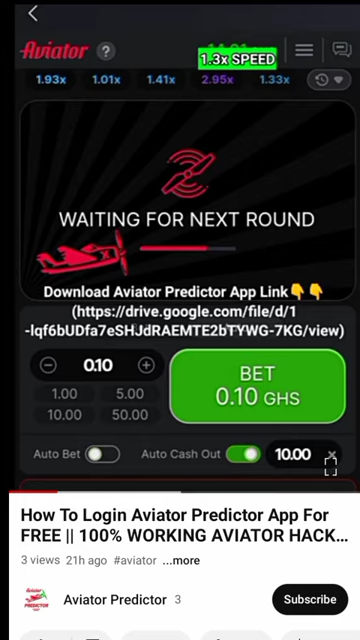 Aviator ?
1.3x SPEED
1.93x 1.01x 1.41x 2.95x 1.33x
WAITING FOR NEXT ROUND
Download Aviator Predictor App Link👇👇
(https://drive.google.com/file/d/1
-lqf6bUDfa7eSHJdRAEMTE2bTYWG-7KG/view)
0.10
1.00 5.00
10.00 50.00
BET
0.10 GHS
Auto Bet
Auto Cash Out
10.00 ×
How To Login Aviator Predictor App For
FREE || 100% WORKING AVIATOR HACK...
3 views 21h ago #aviator ...more
Aviator
PREDICTOR
Aviator Predictor 3
Subscribe